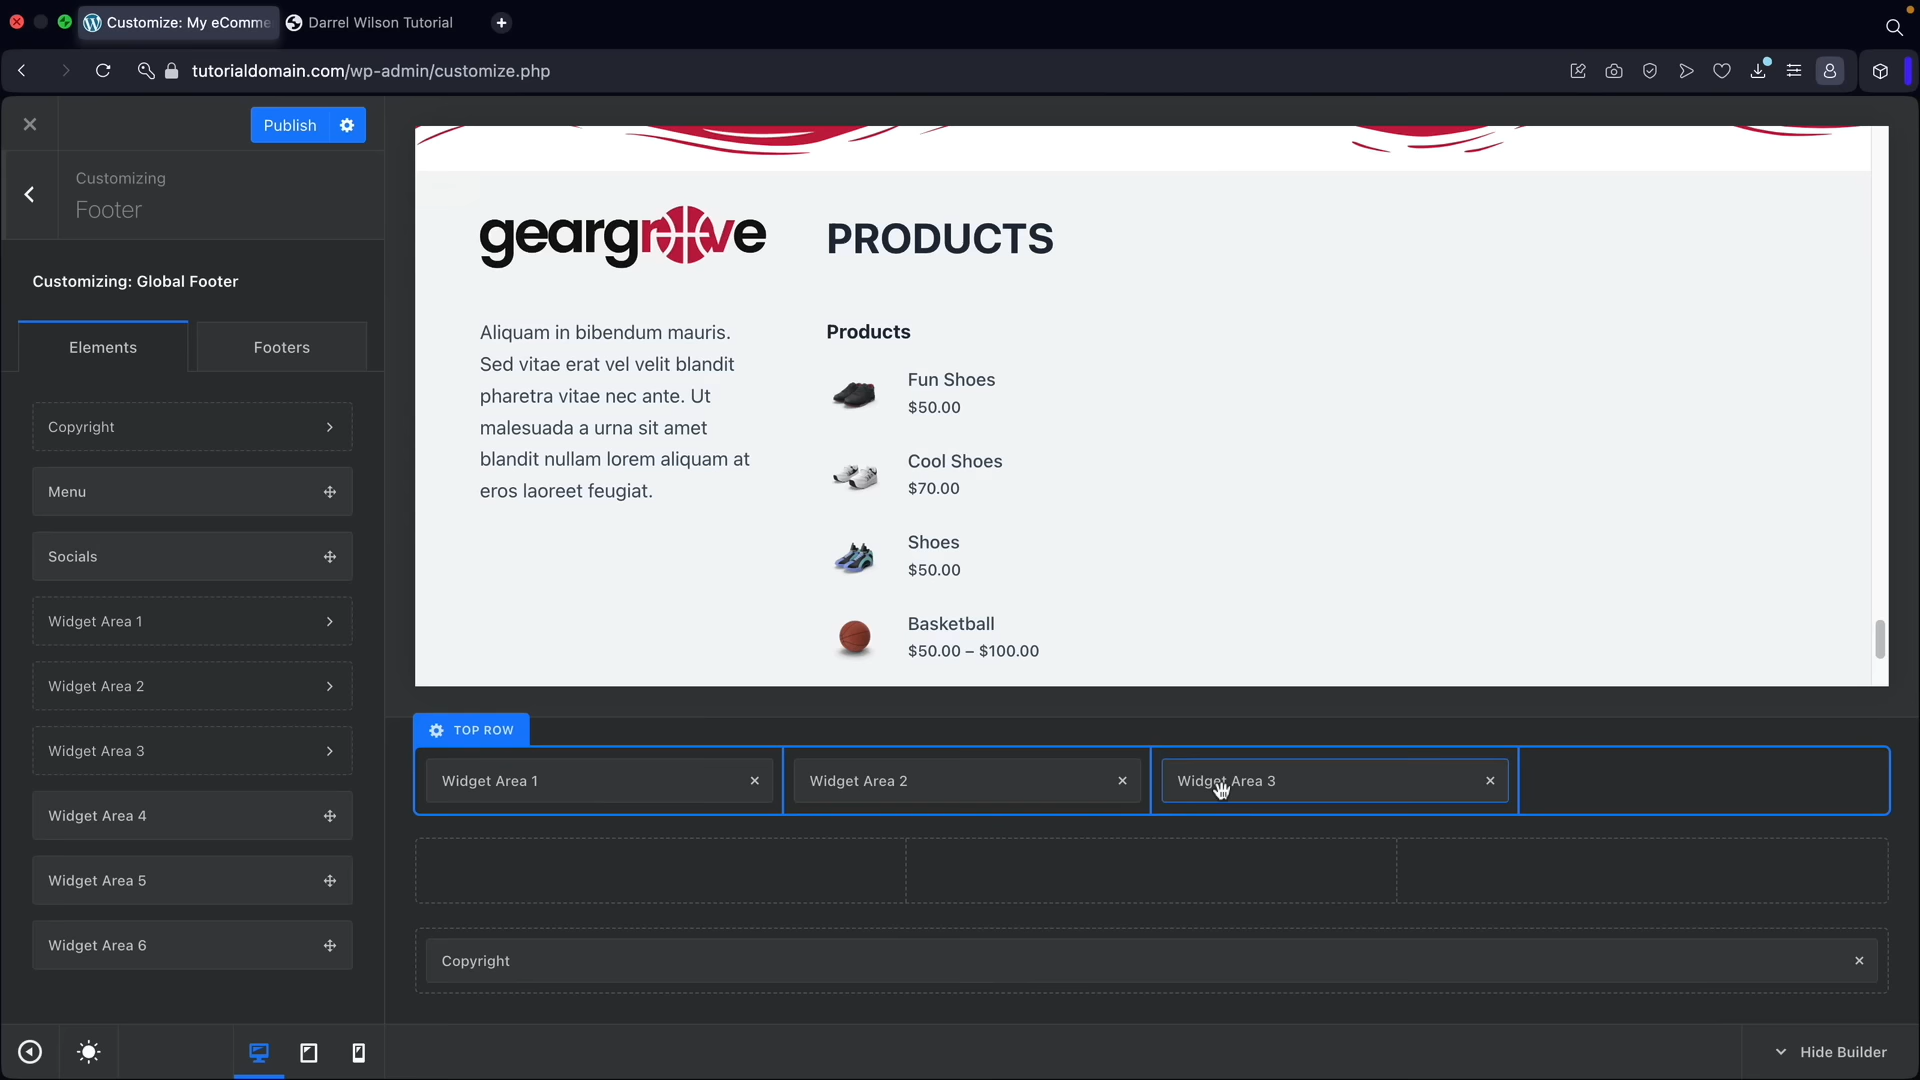 Customize: My eComme
Darrel Wilson Tutorial
tutorialdomain.com/wp-admin/customize.php
Publish
Customizing
Footer
Customizing: Global Footer
Elements
Footers
Copyright
Menu
Socials
Widget Area 1
Widget Area 2
Widget Area 3
Widget Area 4
Widget Area 5
Widget Area 6
geargroove
Aliquam in bibendum mauris.
Sed vitae erat vel velit blandit
pharetra vitae nec ante. Ut
malesuada a urna sit amet
blandit nullam lorem aliquam at
eros laoreet feugiat.
PRODUCTS
Products
Fun Shoes
$50.00
Cool Shoes
$70.00
Shoes
$50.00
Basketball
$50.00 – $100.00
TOP ROW
Widget Area 1
Widget Area 2
Widget Area 3
Copyright
Hide Builder